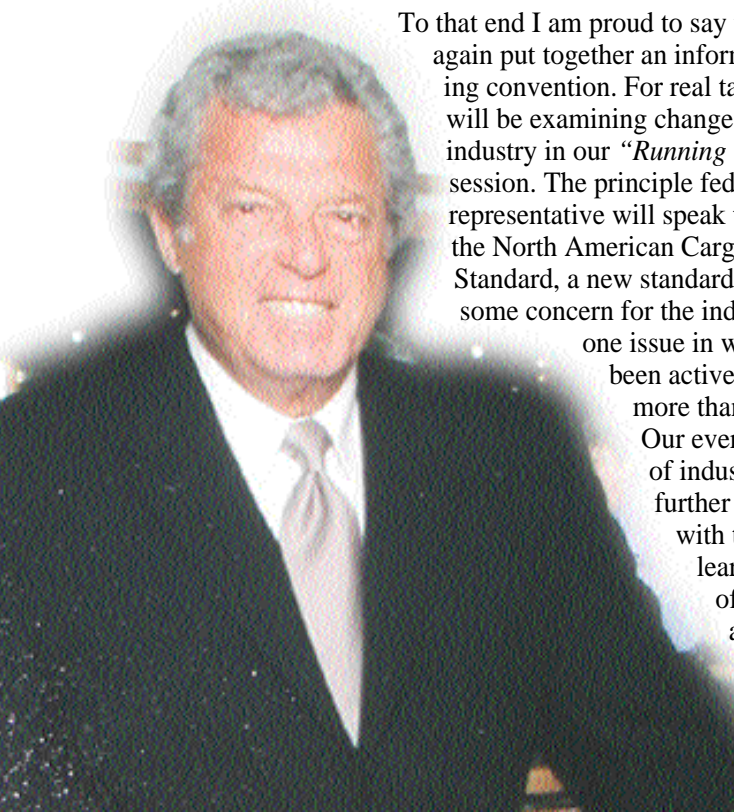 To that end I am proud to say
again put together an inform
ing convention. For real ta
will be examining change
industry in our “Running
session. The principle fed
representative will speak
the North American Carg
Standard, a new standard
some concern for the ind
one issue in w
been active
more than
Our even
of indus
further
with
lear
of
a